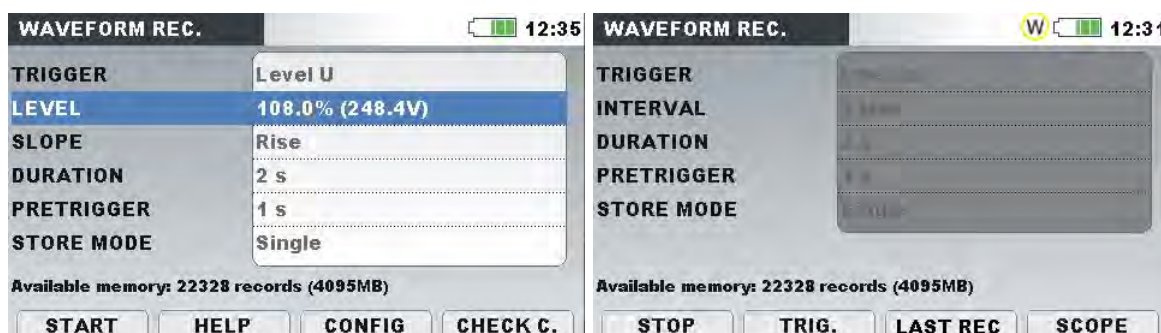 WAVEFORM REC. 12:35
TRIGGER Level U
LEVEL 108.0% (248.4V)
SLOPE Rise
DURATION 2 s
PRETRIGGER 1 s
STORE MODE Single
Available memory: 22328 records (4095MB)
START HELP CONFIG CHECK C.
WAVEFORM REC. W 12:31
TRIGGER
INTERVAL
DURATION
PRETRIGGER
STORE MODE
Available memory: 22328 records (4095MB)
STOP TRIG. LAST REC SCOPE